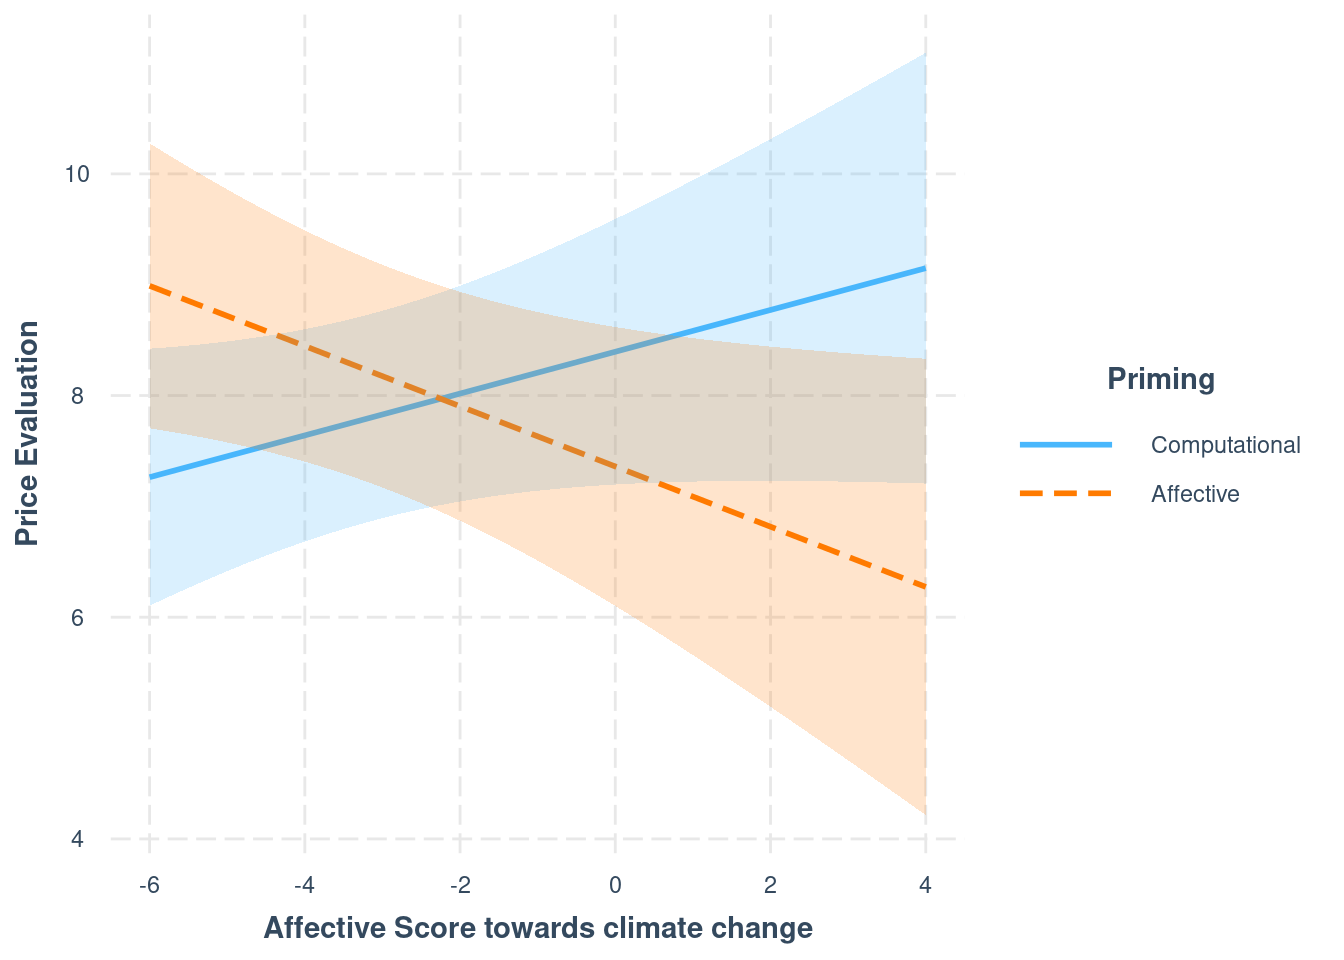 10
8
6
4
Price Evaluation
-6 -4 -2 0 2 4
Affective Score towards climate change
Priming
Computational
Affective